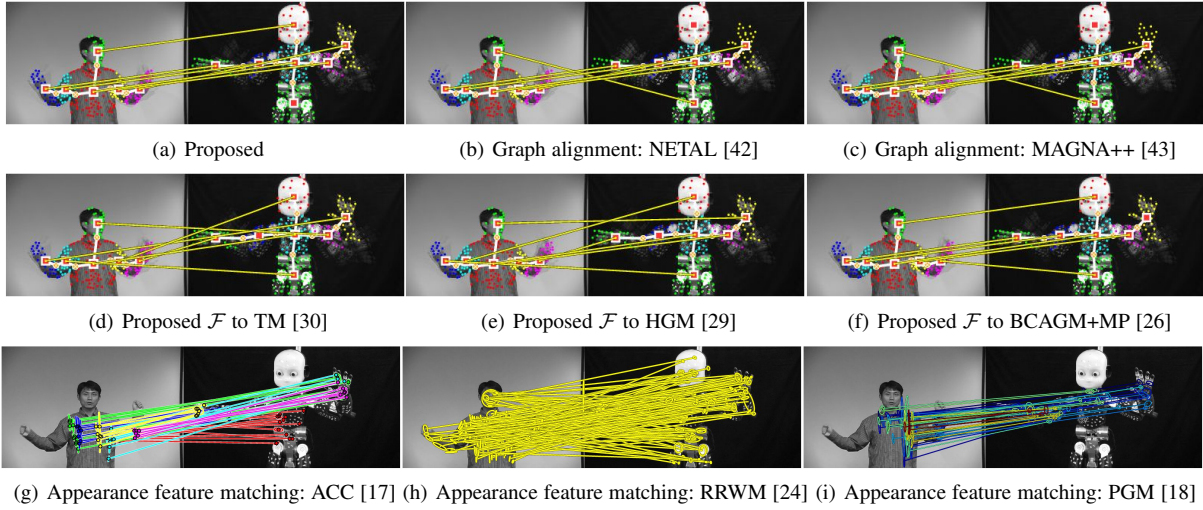 (a) Proposed
(b) Graph alignment: NETAL [42]
(c) Graph alignment: MAGNA++ [43]
(d) Proposed F to TM [30]
(e) Proposed F to HGM [29]
(f) Proposed F to BCAGM+MP [26]
(g) Appearance feature matching: ACC [17]
(h) Appearance feature matching: RRWM [24]
(i) Appearance feature matching: PGM [18]